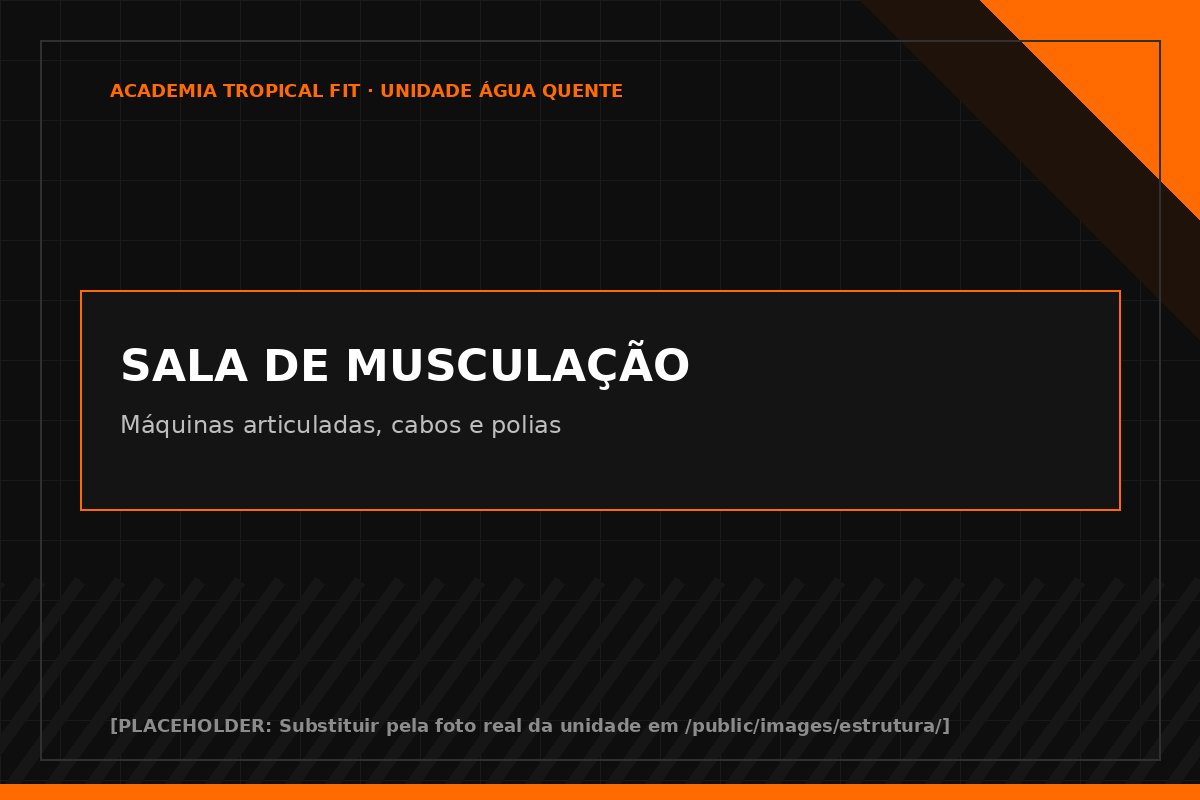 ACADEMIA TROPICAL FIT · UNIDADE ÁGUA QUENTE
SALA DE MUSCULAÇÃO
Máquinas articuladas, cabos e polias
[PLACEHOLDER: Substituir pela foto real da unidade em /public/images/estrutura/]